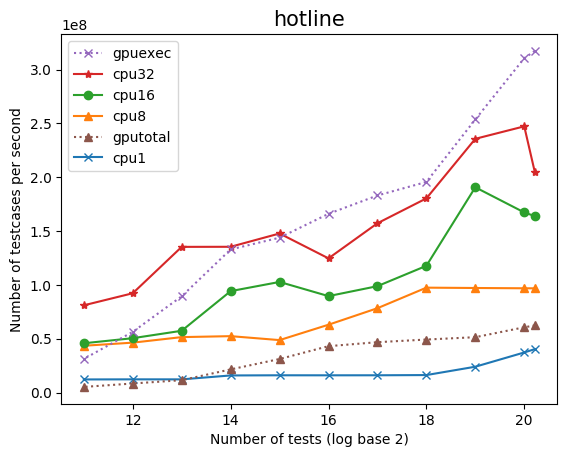 hotline
1e8
gpuexec
cpu32
cpu16
cpu8
gputotal
cpu1
Number of testcases per second
3.0
2.5
2.0
1.5
1.0
0.5
0.0
12 14 16 18 20
Number of tests (log base 2)